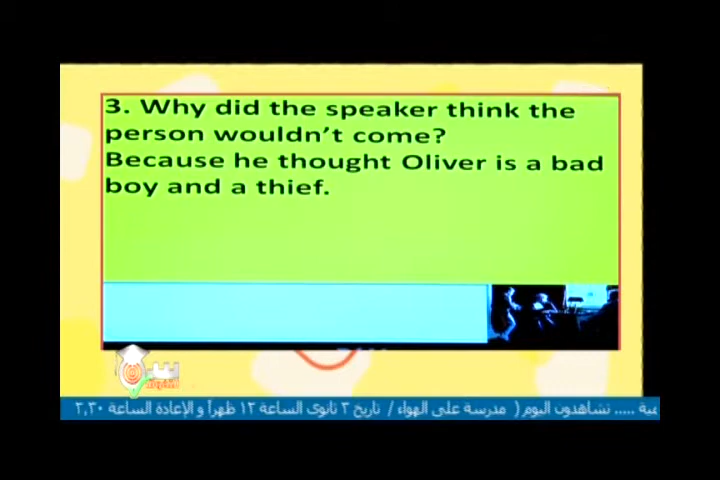 3. Why did the speaker think the
person wouldn't come?
Because he thought Oliver is a bad
boy and a thief.
..... تشاهدون اليوم ( مدرسة على الهواء / تاريخ ٣ ثانوى الساعة ١٢ ظهراً و الإعادة الساعة ٢,٣٠